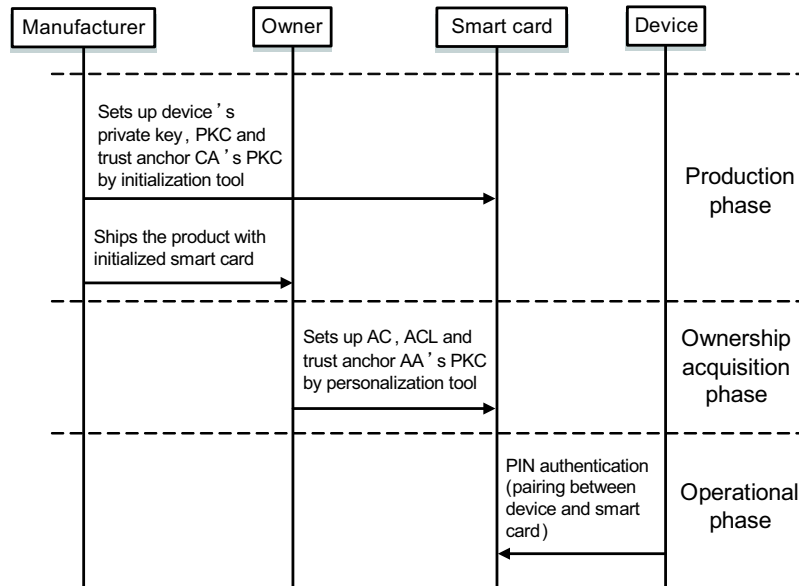 Manufacturer
Owner
Smart card
Device
Sets up device's
private key, PKC and
trust anchor CA's PKC
by initialization tool
Production
phase
Ships the product with
initialized smart card
Sets up AC, ACL and
trust anchor AA's PKC
by personalization tool
Ownership
acquisition
phase
PIN authentication
(pairing between
device and smart
card)
Operational
phase